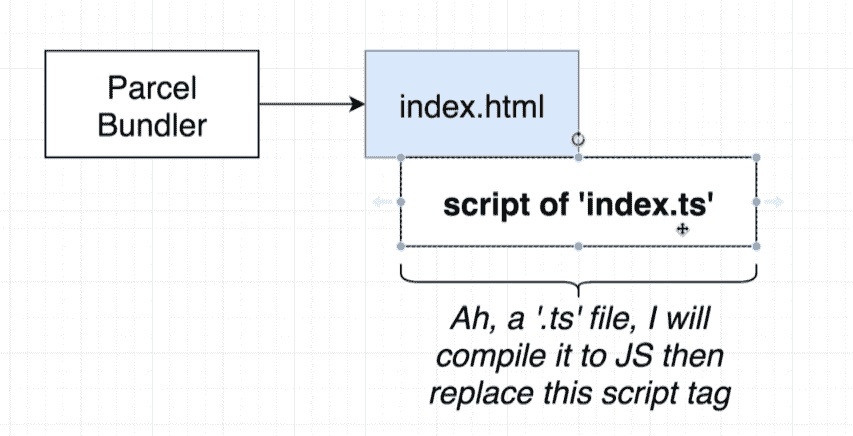 Parcel
Bundler
index.html
script of 'index.ts'
Ah, a '.ts' file, I will
compile it to JS then
replace this script tag